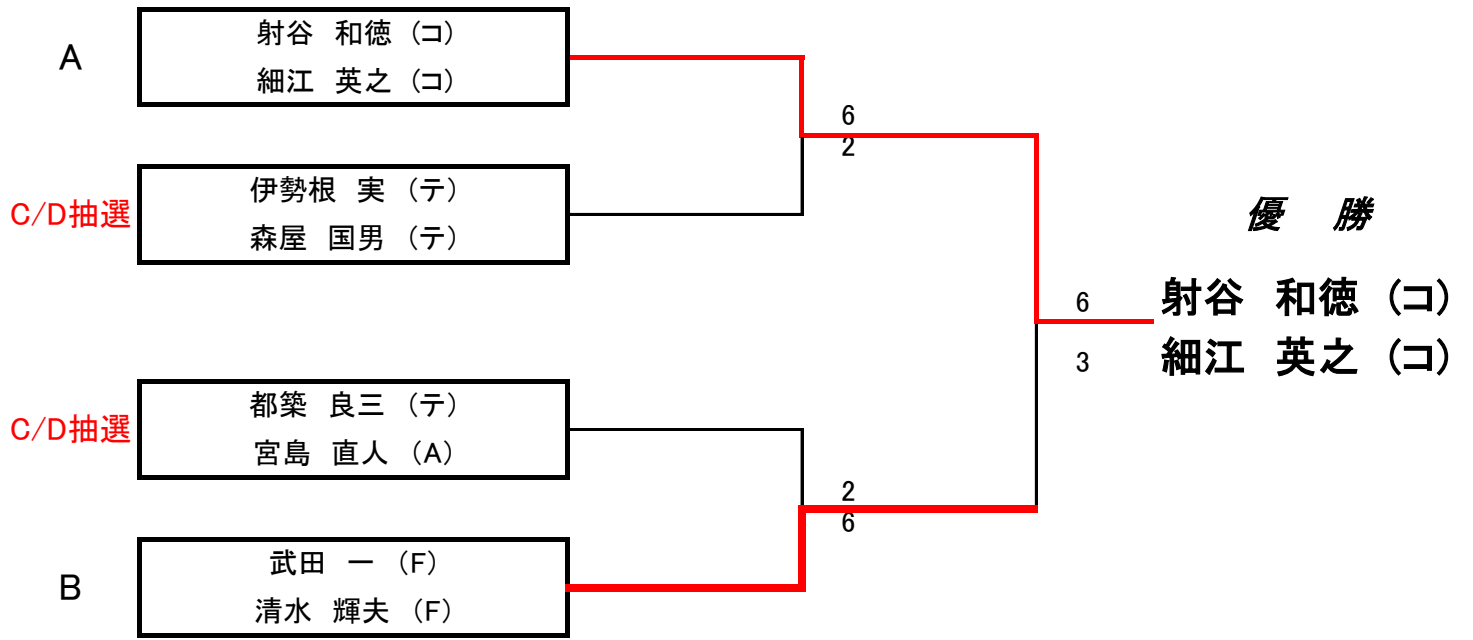 A
射谷　和徳 (コ)
細江　英之 (コ)
6
2
C/D抽選
伊勢根　実 (テ)
森屋　国男 (テ)
優　勝
6
射谷　和徳 (コ)
3
細江　英之 (コ)
C/D抽選
都築　良三 (テ)
宮島　直人 (A)
2
6
B
武田　一 (F)
清水　輝夫 (F)